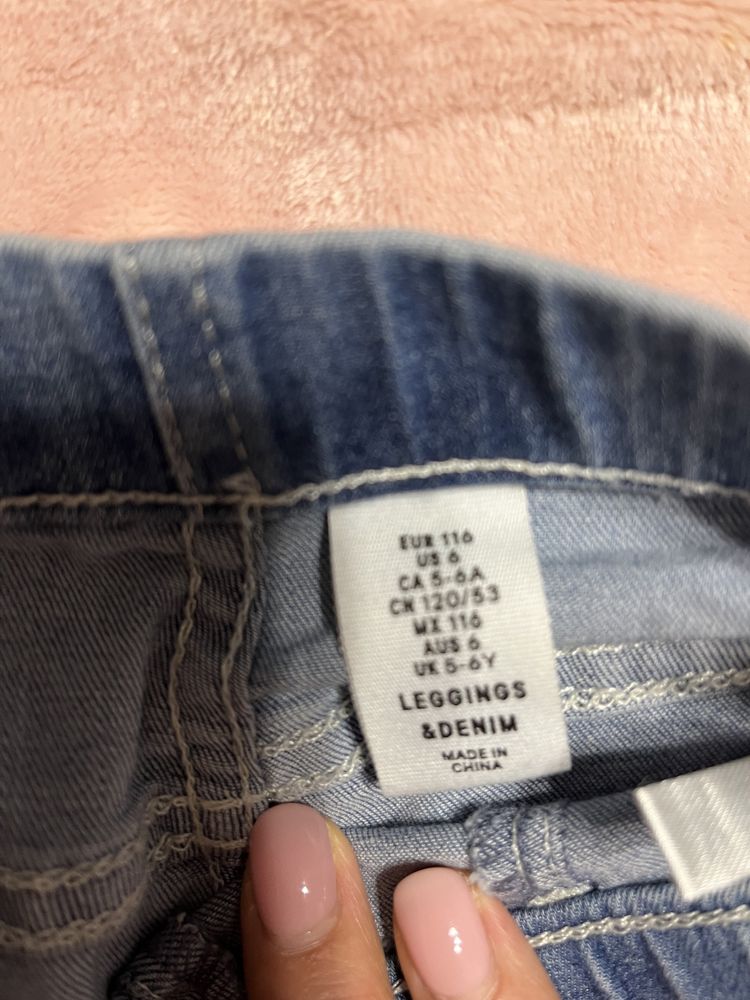 EUR 116
US 6
CA 5-6A
CN 120/53
MX 116
AUS 6
UK 5-6Y
LEGGINGS
&DENIM
MADE IN
CHINA